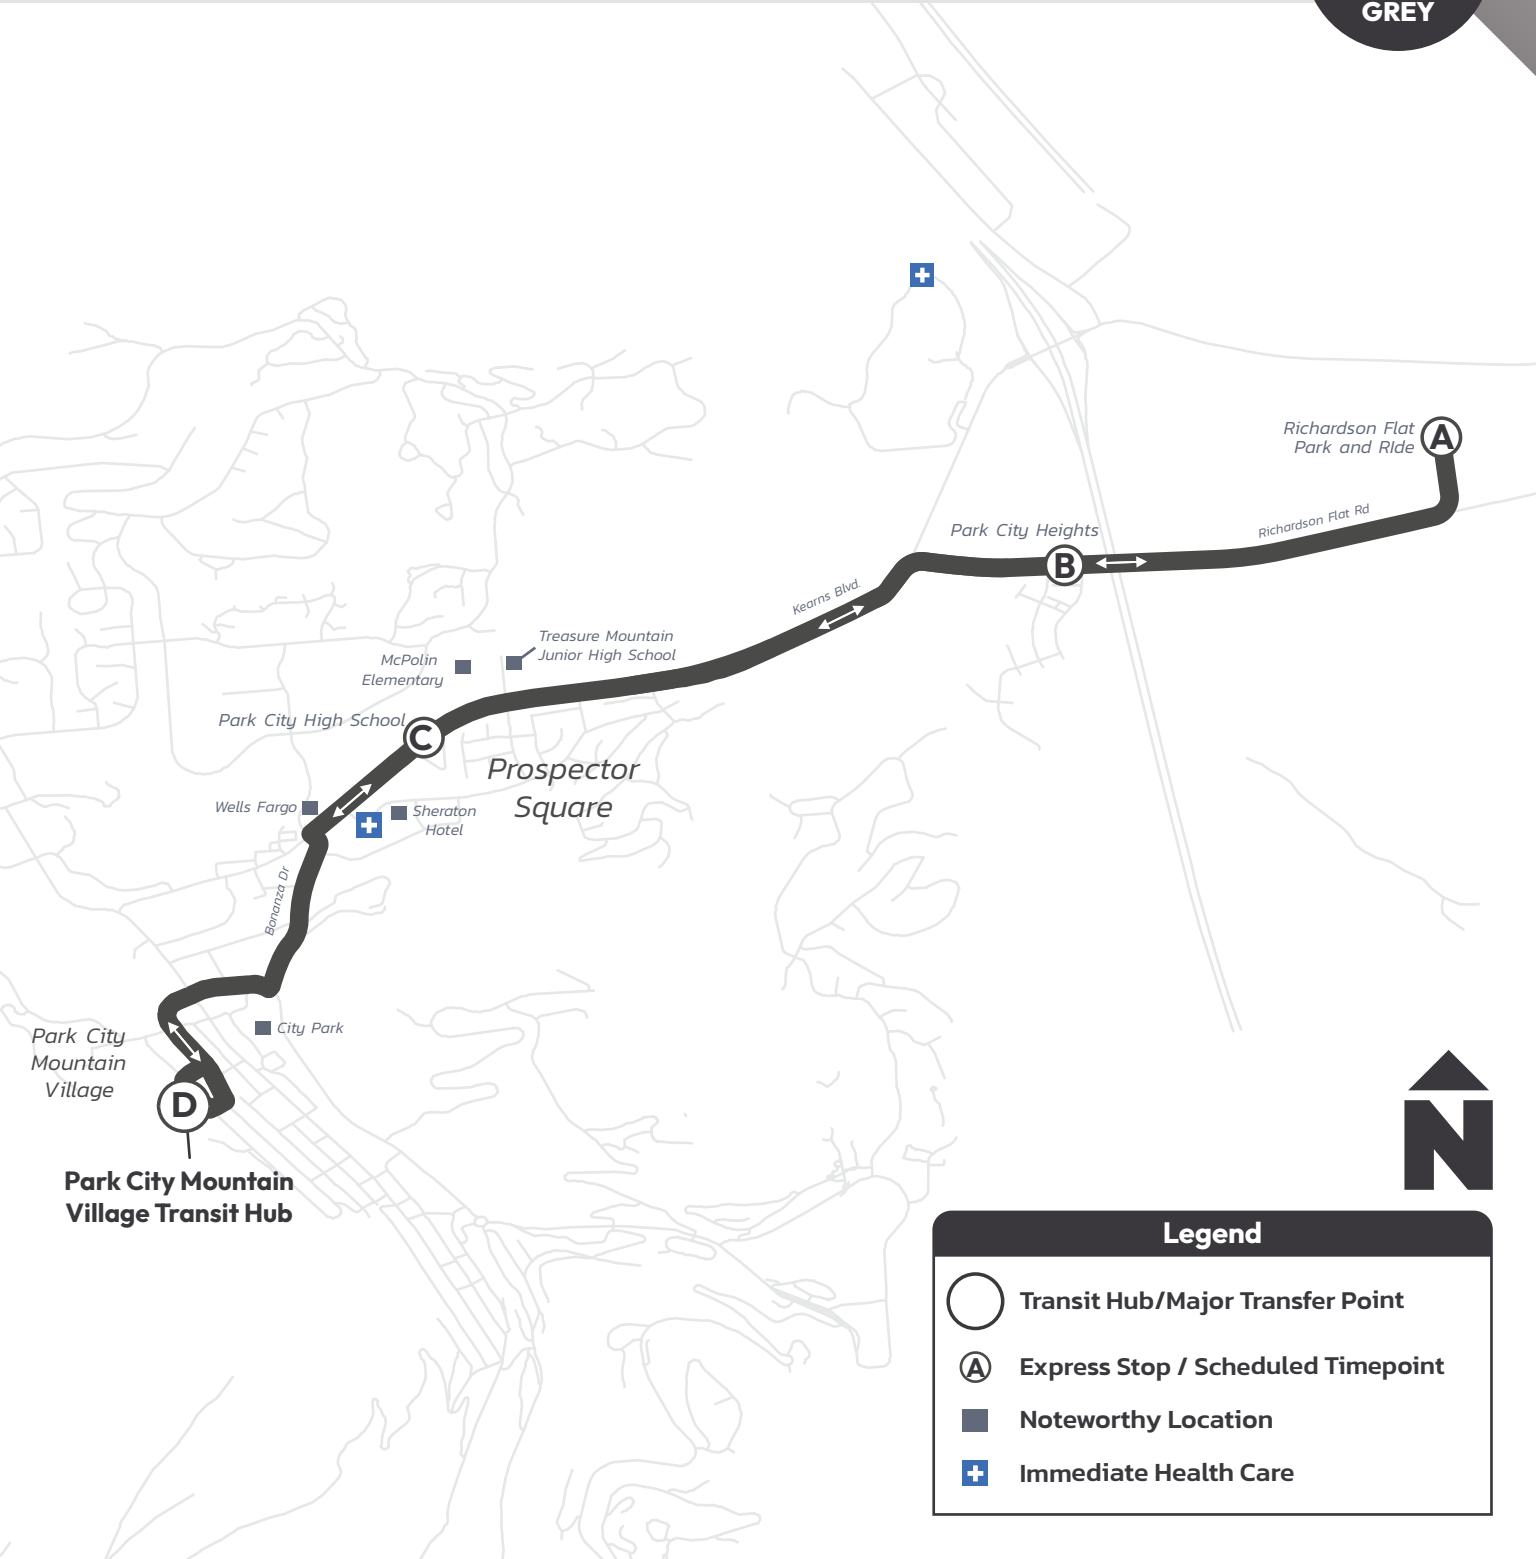 GREY
Richardson Flat
Park and RIde
A
Richardson Flat Rd
Park City Heights
B
Kearns Blvd.
Treasure Mountain
Junior High School
McPolin
Elementary
Park City High School
C
Prospector
Square
Wells Fargo
Sheraton
Hotel
Bonanza Dr
City Park
Park City
Mountain
Village
D
Park City Mountain
Village Transit Hub
N
Legend
Transit Hub/Major Transfer Point
A Express Stop / Scheduled Timepoint
Noteworthy Location
Immediate Health Care